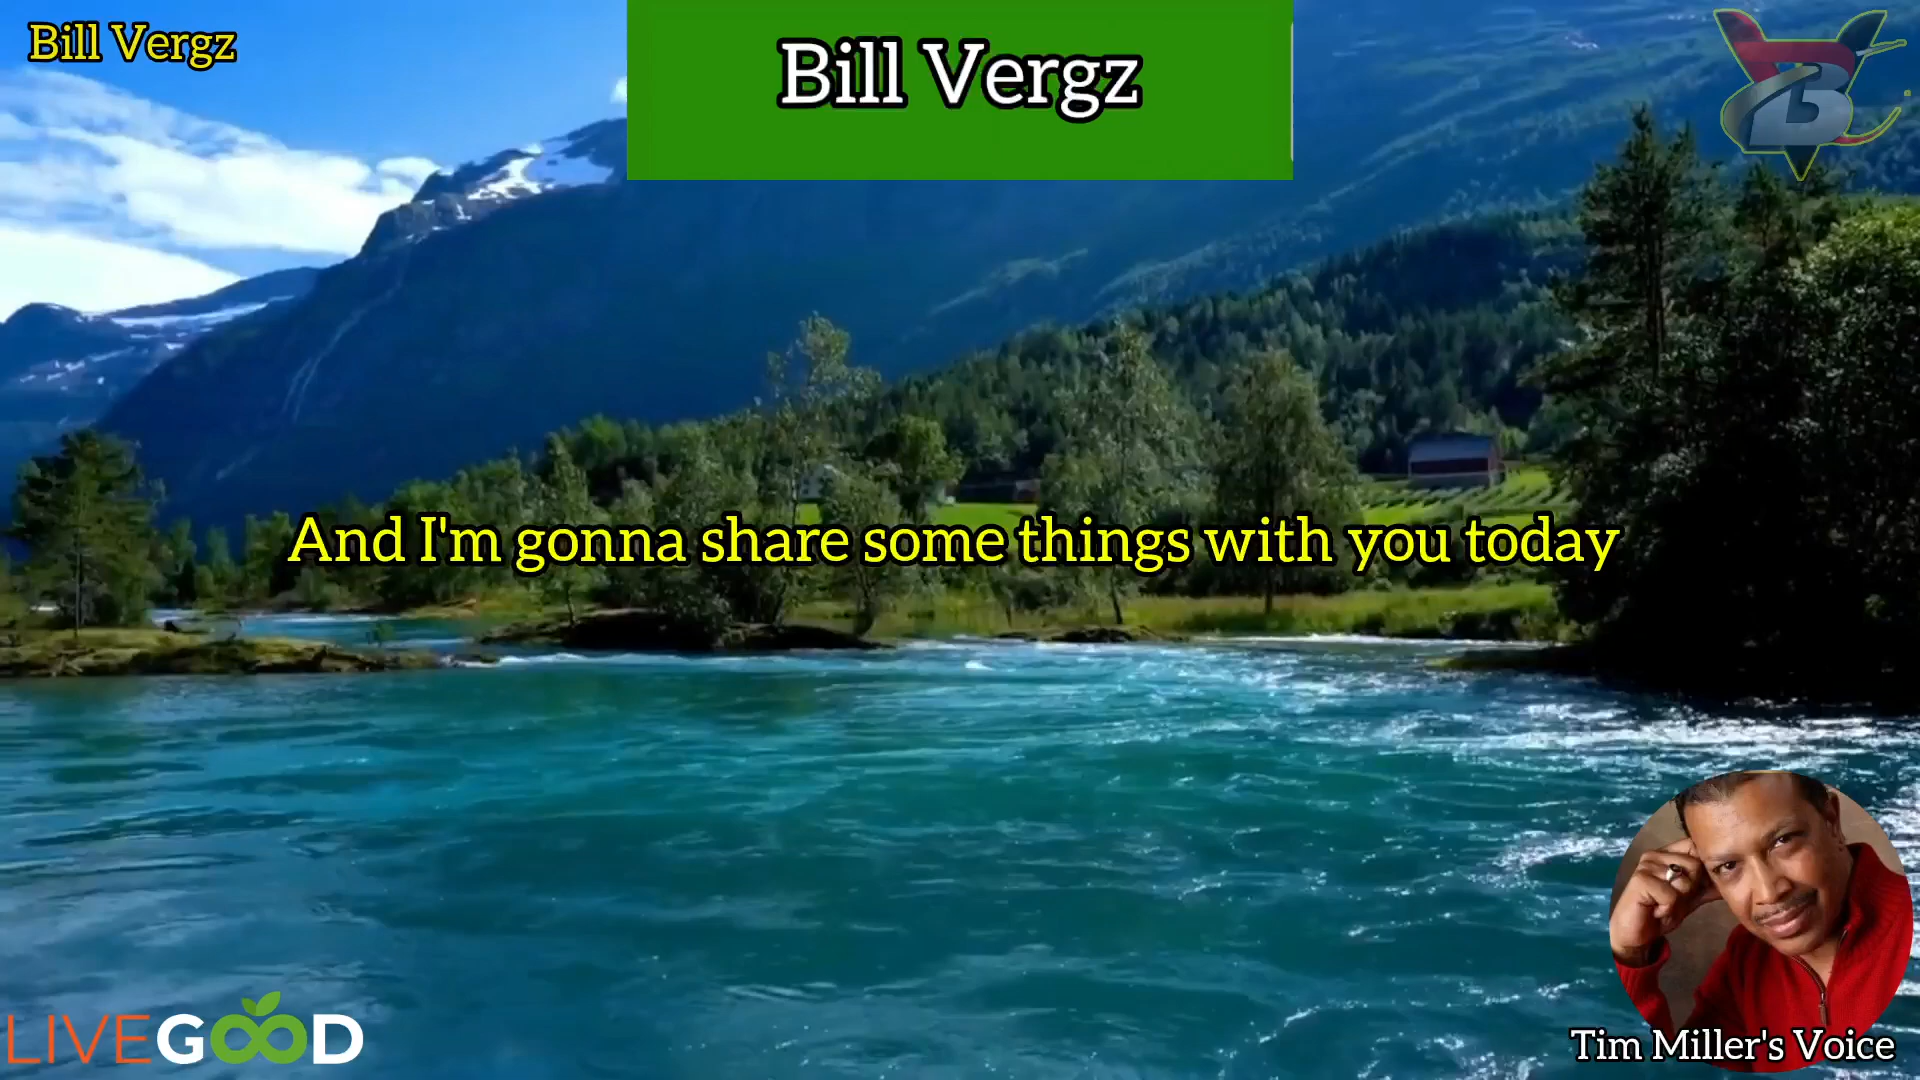 Bill Vergz
Bill Vergz
B
And I'm gonna share some things with you today
LIVEGOOD
Tim Miller's Voice